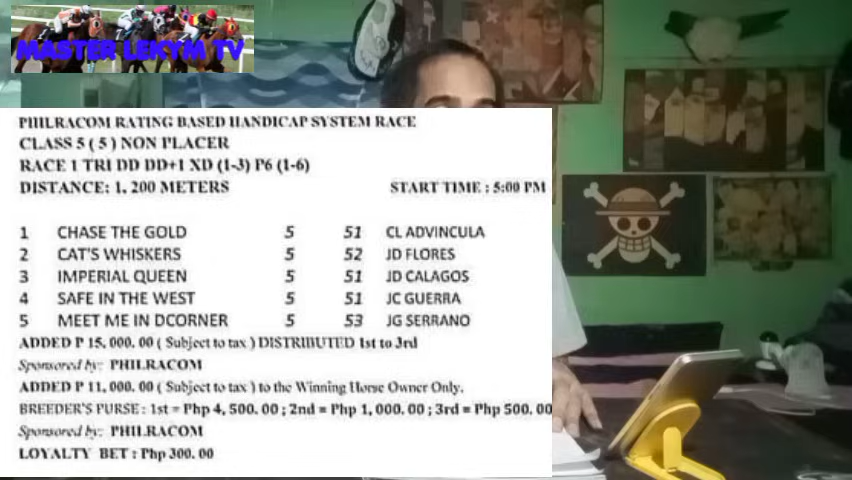 MASTER LEKYM TV
PHILRACOM RATING BASED HANDICAP SYSTEM RACE
CLASS 5 ( 5 ) NON PLACER
RACE 1 TRI DD DD+1 XD (1-3) P6 (1-6)
DISTANCE: 1, 200 METERS START TIME : 5:00 PM
1 CHASE THE GOLD 5 51 CL ADVINCULA
2 CAT'S WHISKERS 5 52 JD FLORES
3 IMPERIAL QUEEN 5 51 JD CALAGOS
4 SAFE IN THE WEST 5 51 JC GUERRA
5 MEET ME IN DCORNER 5 53 JG SERRANO
ADDED P 15, 000. 00 ( Subject to tax ) DISTRIBUTED 1st to 3rd
Sponsored by: PHILRACOM
ADDED P 11, 000. 00 ( Subject to tax ) to the Winning Horse Owner Only.
BREEDER'S PURSE : 1st = Php 4, 500. 00 ; 2nd = Php 1, 000. 00 ; 3rd = Php 500. 00
Sponsored by: PHILRACOM
LOYALTY BET : Php 300. 00